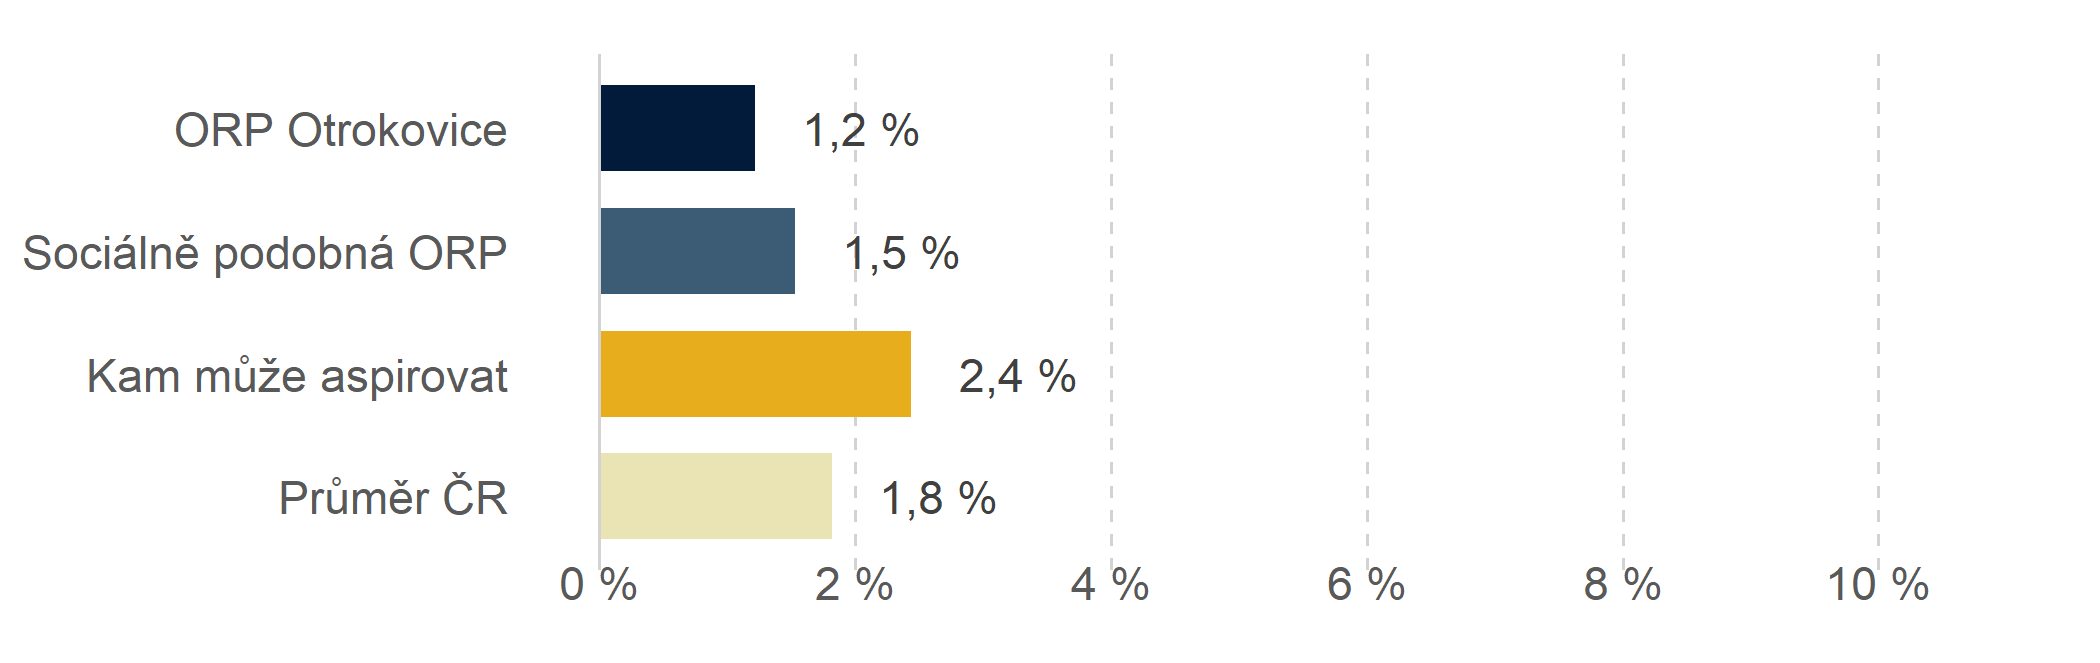 ORP Otrokovice 1,2 %
Sociálně podobná ORP 1,5 %
Kam může aspirovat 2,4 %
Průměr ČR 1,8 %
0 % 2 % 4 % 6 % 8 % 10 %